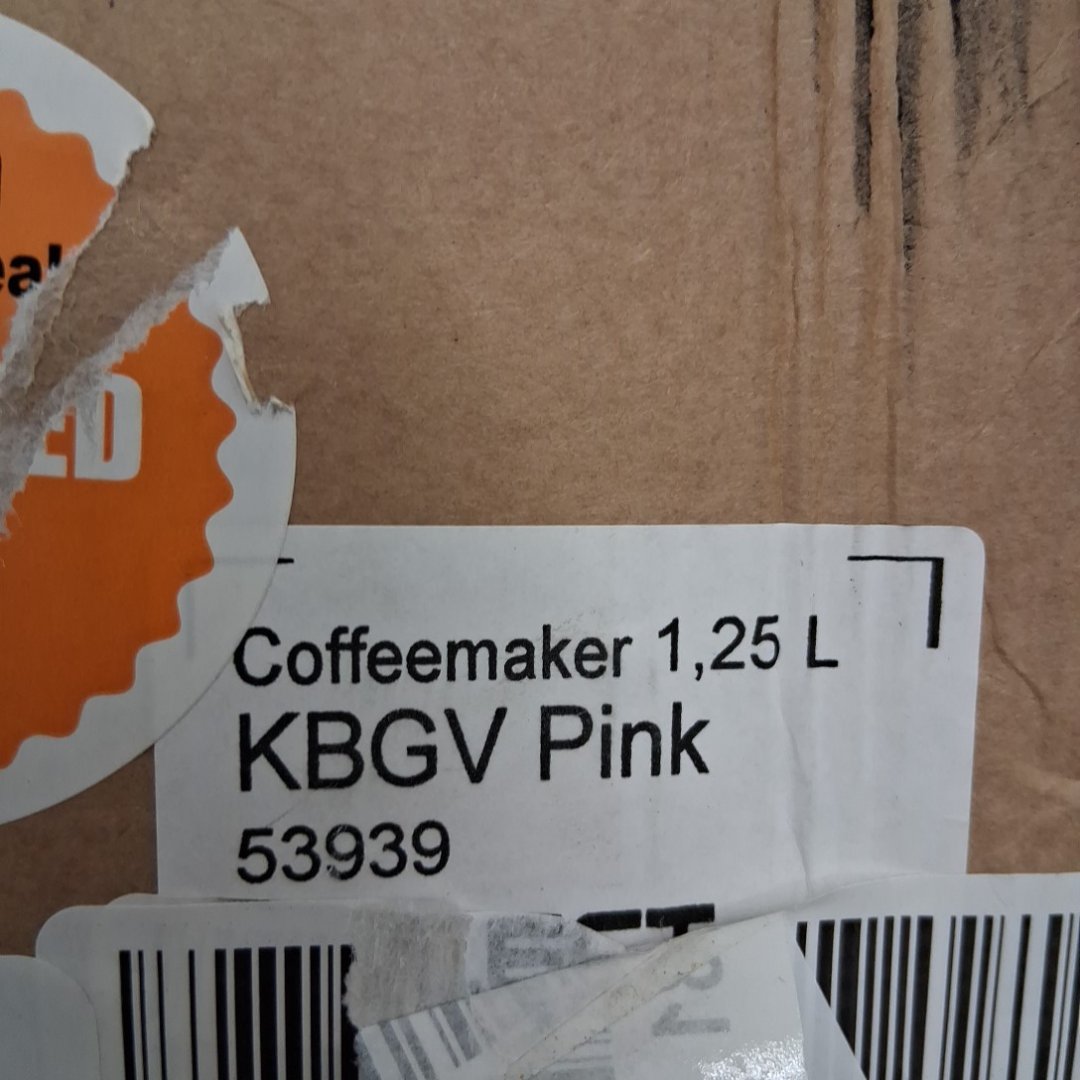 Coffeemaker 1,25 L
KBGV Pink
53939